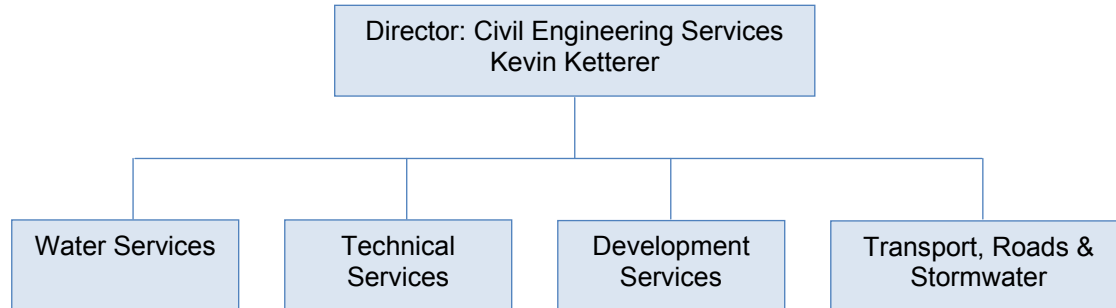 Director: Civil Engineering Services
Kevin Ketterer
Water Services
Technical
Services
Development
Services
Transport, Roads &
Stormwater